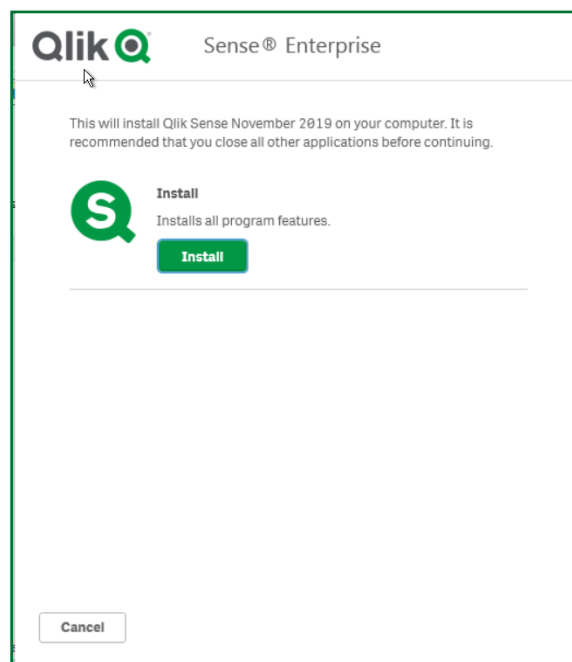 Qlik Sense® Enterprise
This will install Qlik Sense November 2019 on your computer. It is
recommended that you close all other applications before continuing.
Install
Installs all program features.
Install
Cancel